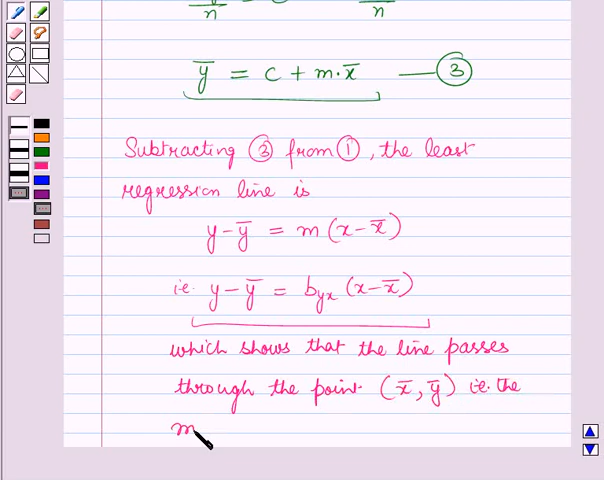 n
n
ȳ = c + m·x̄ — ③
Subtracting ③ from ①, the least
regression line is
y-ȳ = m (x-x̄)
i.e. y-ȳ = byx (x-x̄)
which shows that the line passes
through the point (x̄, ȳ) i.e. the
m